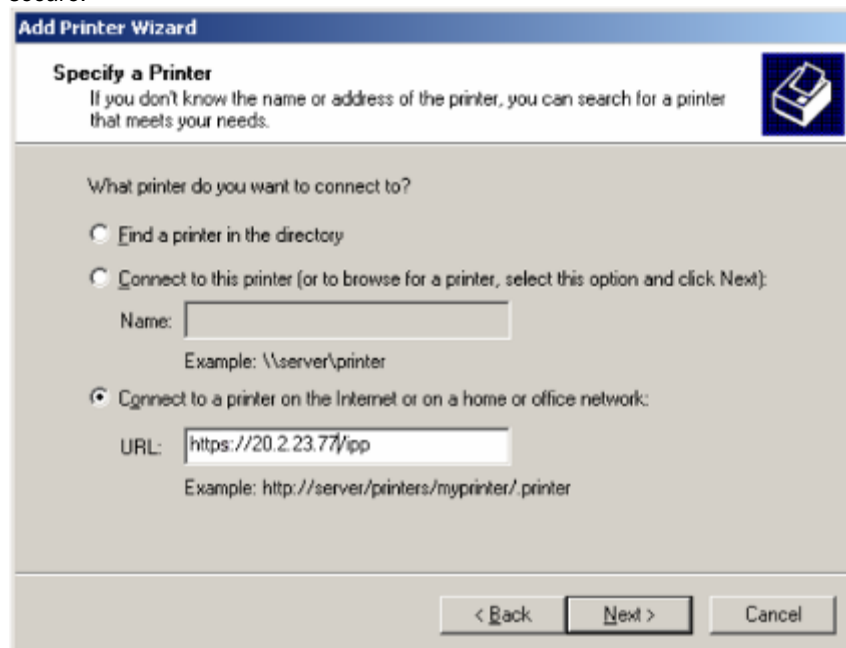 secure.
Add Printer Wizard
Specify a Printer
If you don't know the name or address of the printer, you can search for a printer
that meets your needs.
What printer do you want to connect to?
Find a printer in the directory
Connect to this printer (or to browse for a printer, select this option and click Next):
Name:
Example: \\server\printer
Connect to a printer on the Internet or on a home or office network:
URL: https://20.2.23.77/ipp
Example: http://server/printers/myprinter/.printer
< Back Next > Cancel